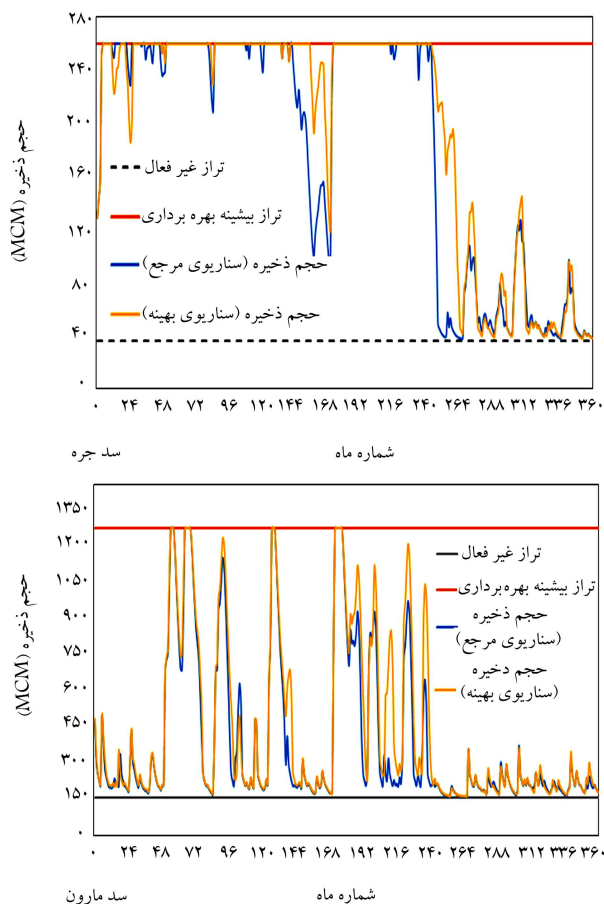 ۲۸۰
۲۴۰
۲۰۰
۱۶۰
۱۲۰
۸۰
۴۰
۰
حجم ذخیره (MCM)
تراز غیر فعال
تراز بیشینه بهره برداری
حجم ذخیره (سناریوی مرجع)
حجم ذخیره (سناریوی بهینه)
۰ ۲۴ ۴۸ ۷۲ ۹۶ ۱۲۰ ۱۴۴ ۱۶۸ ۱۹۲ ۲۱۶ ۲۴۰ ۲۶۴ ۲۸۸ ۳۱۲ ۳۳۶ ۳۶۰
شماره ماه
سد جره
۱۳۵۰
۱۲۰۰
۱۰۵۰
۹۰۰
۷۵۰
۶۰۰
۴۵۰
۳۰۰
۱۵۰
۰
حجم ذخیره (MCM)
تراز غیر فعال
تراز بیشینه بهره‌برداری
حجم ذخیره
(سناریوی مرجع)
حجم دخیره
(سناریوی بهینه)
۰ ۲۴ ۴۸ ۷۲ ۹۶ ۱۲۰ ۱۴۴ ۱۶۸ ۱۹۲ ۲۱۶ ۲۴۰ ۲۶۴ ۲۸۸ ۳۱۲ ۳۳۶ ۳۶۰
شماره ماه
سد مارون